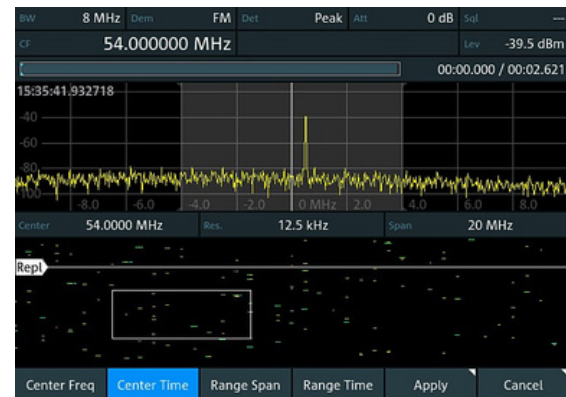 BW 8 MHz Dem FM Det Peak Att 0 dB Sql ---
CF 54.000000 MHz Lev -39.5 dBm
00:00.000 / 00:02.621
15:35:41.932718
-40
-60
-80
-100
-8.0 -6.0 -4.0 -2.0 0 MHz 2.0 4.0 6.0 8.0
Center 54.0000 MHz Res. 12.5 kHz Span 20 MHz
Repl
Center Freq Center Time Range Span Range Time Apply Cancel